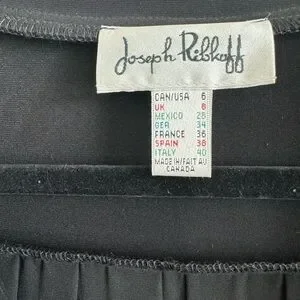 Joseph Ribkoff
CAN/USA 6
UK 8
MEXICO 28
GER 34
FRANCE 36
SPAIN 38
ITALY 40
MADE IN/FAIT AU
CANADA